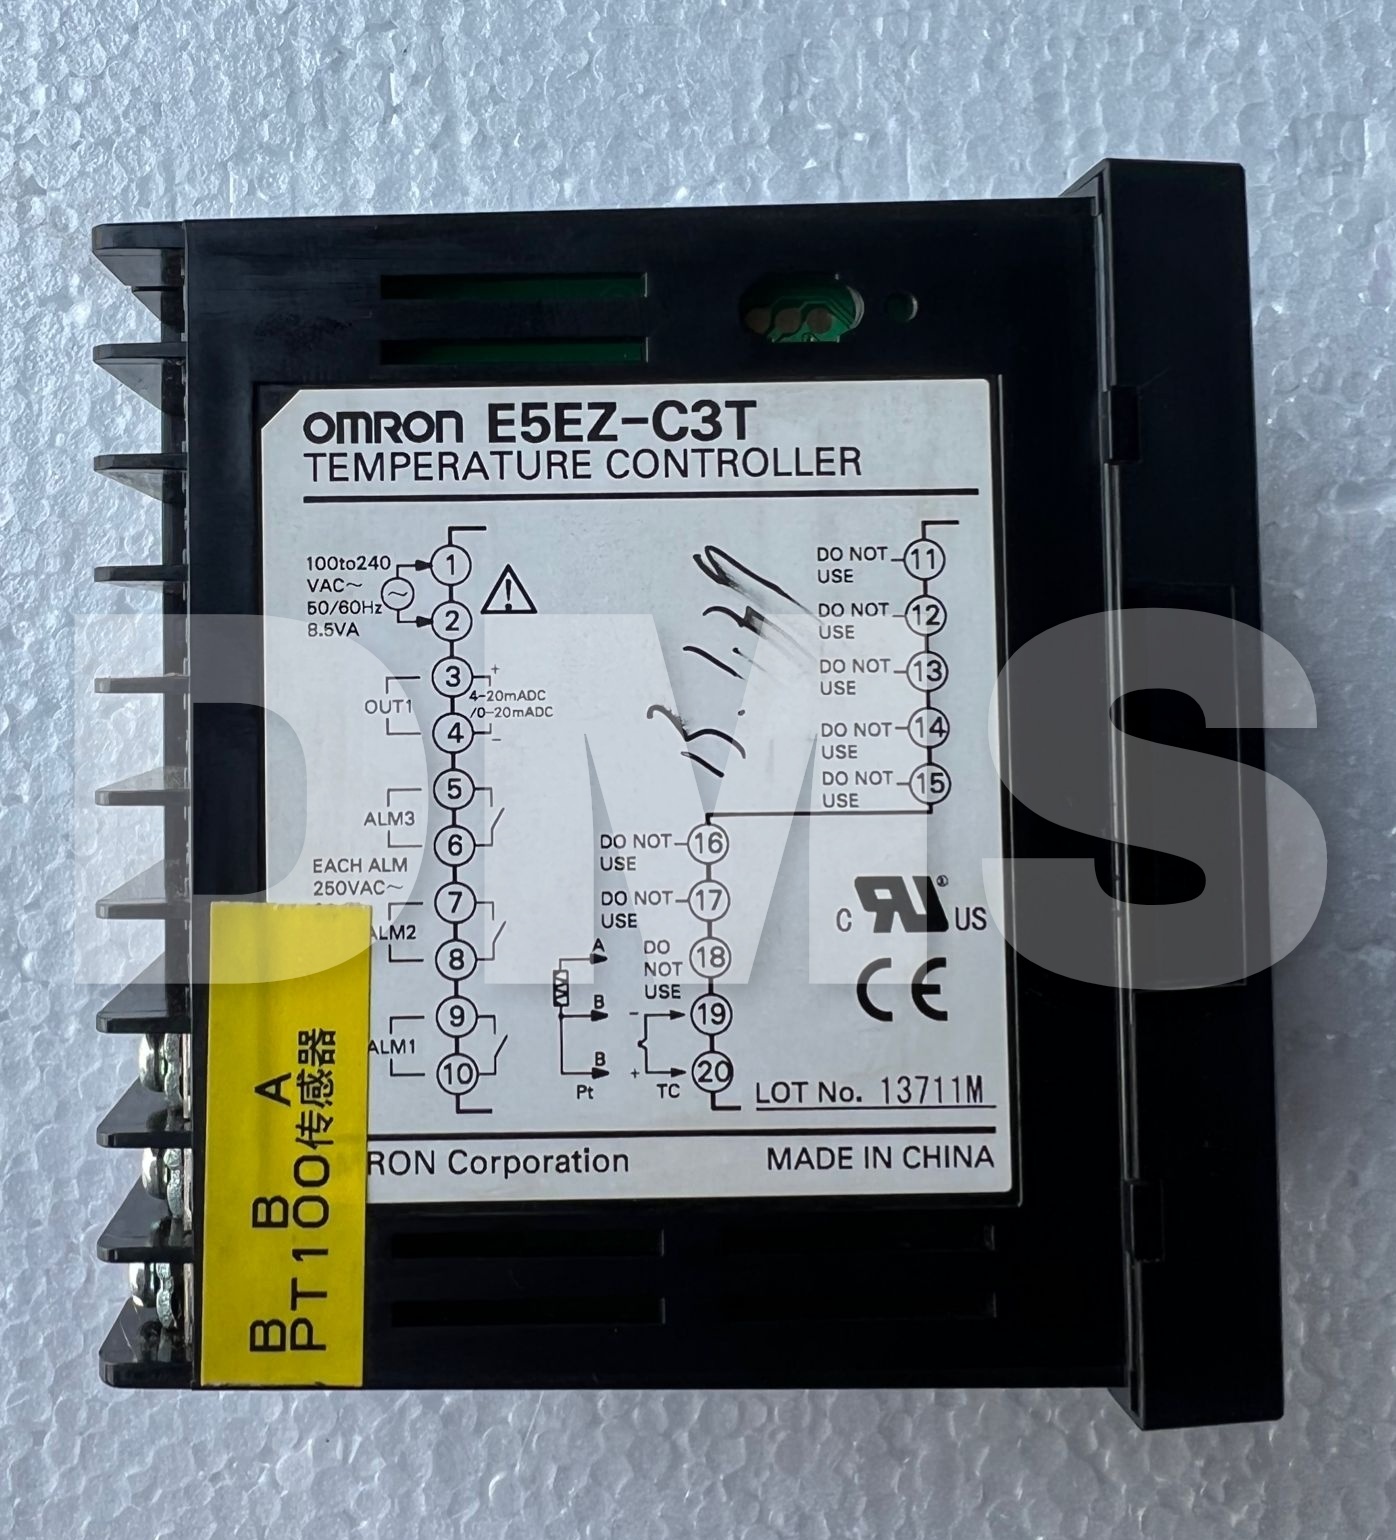 OMRON E5EZ-C3T
TEMPERATURE CONTROLLER
100to240
VAC~
50/60Hz
8.5VA
1
2
3
4
5
6
7
8
9
10
+
4-20mADC
/0-20mADC
-
OUT1
ALM3
EACH ALM
250VAC~
ALM2
ALM1
DO NOT
USE
11
DO NOT
USE
12
DO NOT
USE
13
DO NOT
USE
14
DO NOT
USE
15
DO NOT
USE
16
DO NOT
USE
17
DO
NOT
USE
18
19
20
A
B
B
Pt
-
+
TC
C RU US
CE
LOT No. 13711M
RON Corporation
MADE IN CHINA
B B A
PT100传感器
DMS